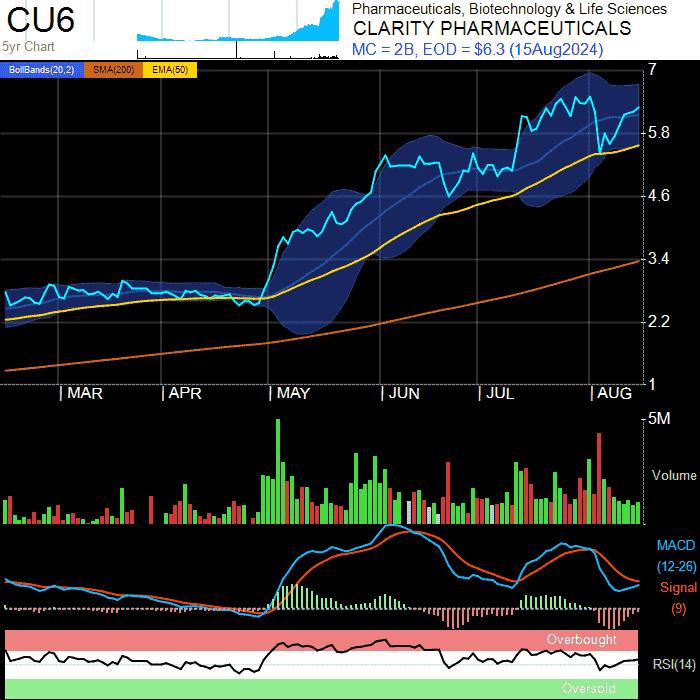 CU6
5yr Chart
Pharmaceuticals, Biotechnology & Life Sciences
CLARITY PHARMACEUTICALS
MC = 2B, EOD = $6.3 (15Aug2024)
BollBands(20,2) SMA(200) EMA(50)
7
5.8
4.6
3.4
2.2
1
MAR APR MAY JUN JUL AUG
5M
Volume
MACD
(12-26)
Signal
(9)
Overbought
RSI(14)
Oversold